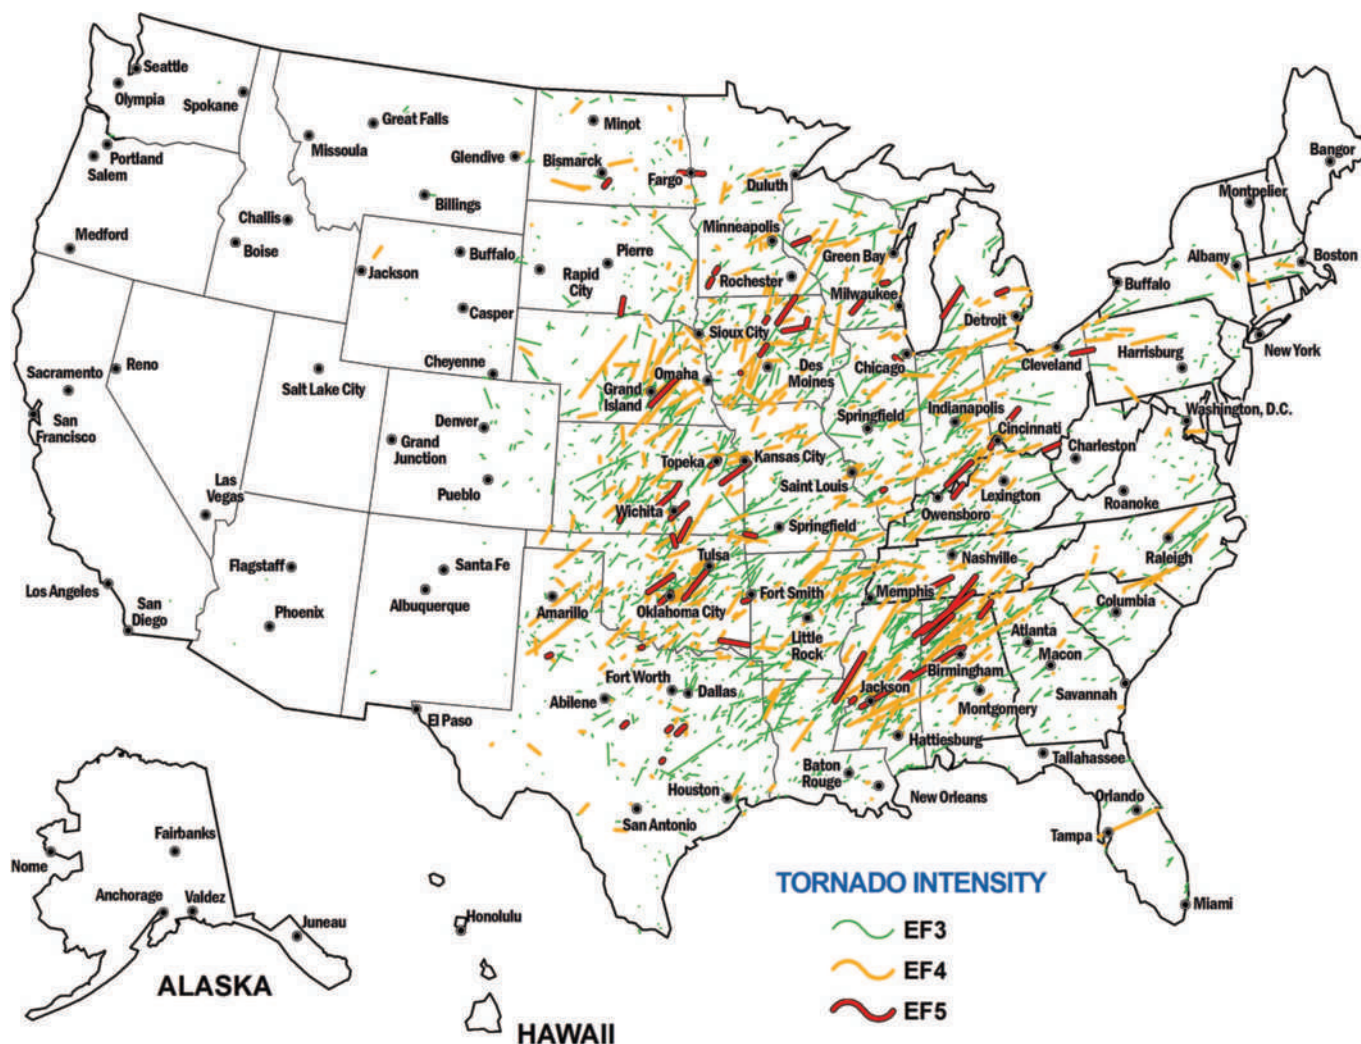 Seattle
Olympia
Spokane
Portland
Salem
Medford
Great Falls
Missoula
Glendive
Billings
Challis
Boise
Jackson
Buffalo
Casper
Cheyenne
Minot
Bismarck
Fargo
Duluth
Minneapolis
Pierre
Rapid
City
Rochester
Green Bay
Milwaukee
Sioux City
Detroit
Bangor
Montpelier
Albany
Boston
Buffalo
New York
Harrisburg
Cleveland
Chicago
Des
Moines
Omaha
Grand
Island
Reno
Sacramento
San
Francisco
Salt Lake City
Denver
Grand
Junction
Pueblo
Las
Vegas
Springfield
Indianapolis
Cincinnati
Washington, D.C.
Charleston
Topeka
Kansas City
Saint Louis
Lexington
Owensboro
Roanoke
Wichita
Springfield
Nashville
Raleigh
Tulsa
Flagstaff
Santa Fe
Los Angeles
San
Diego
Phoenix
Albuquerque
Amarillo
Oklahoma City
Fort Smith
Memphis
Columbia
Little
Rock
Atlanta
Birmingham
Macon
Fort Worth
Dallas
Abilene
Jackson
Montgomery
Savannah
El Paso
Hattiesburg
Tallahassee
Baton
Rouge
Houston
New Orleans
Orlando
San Antonio
Tampa
Miami
Fairbanks
Nome
Anchorage
Valdez
Juneau
ALASKA
Honolulu
HAWAII
TORNADO INTENSITY
EF3
EF4
EF5